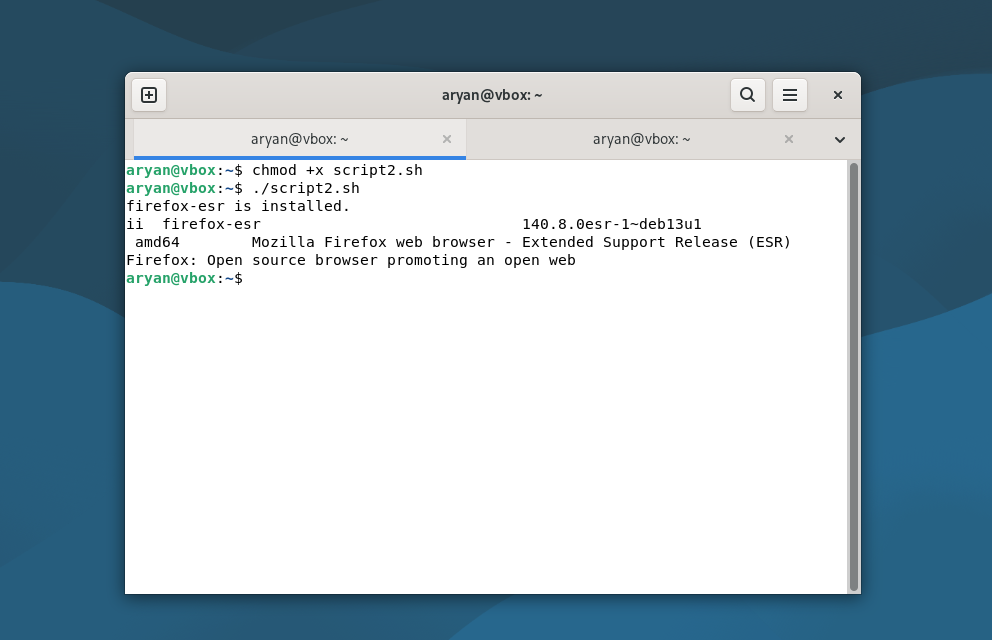 aryan@vbox: ~
aryan@vbox: ~ aryan@vbox: ~
aryan@vbox:~$ chmod +x script2.sh
aryan@vbox:~$ ./script2.sh
firefox-esr is installed.
ii  firefox-esr                             140.8.0esr-1~deb13u1
 amd64        Mozilla Firefox web browser - Extended Support Release (ESR)
Firefox: Open source browser promoting an open web
aryan@vbox:~$